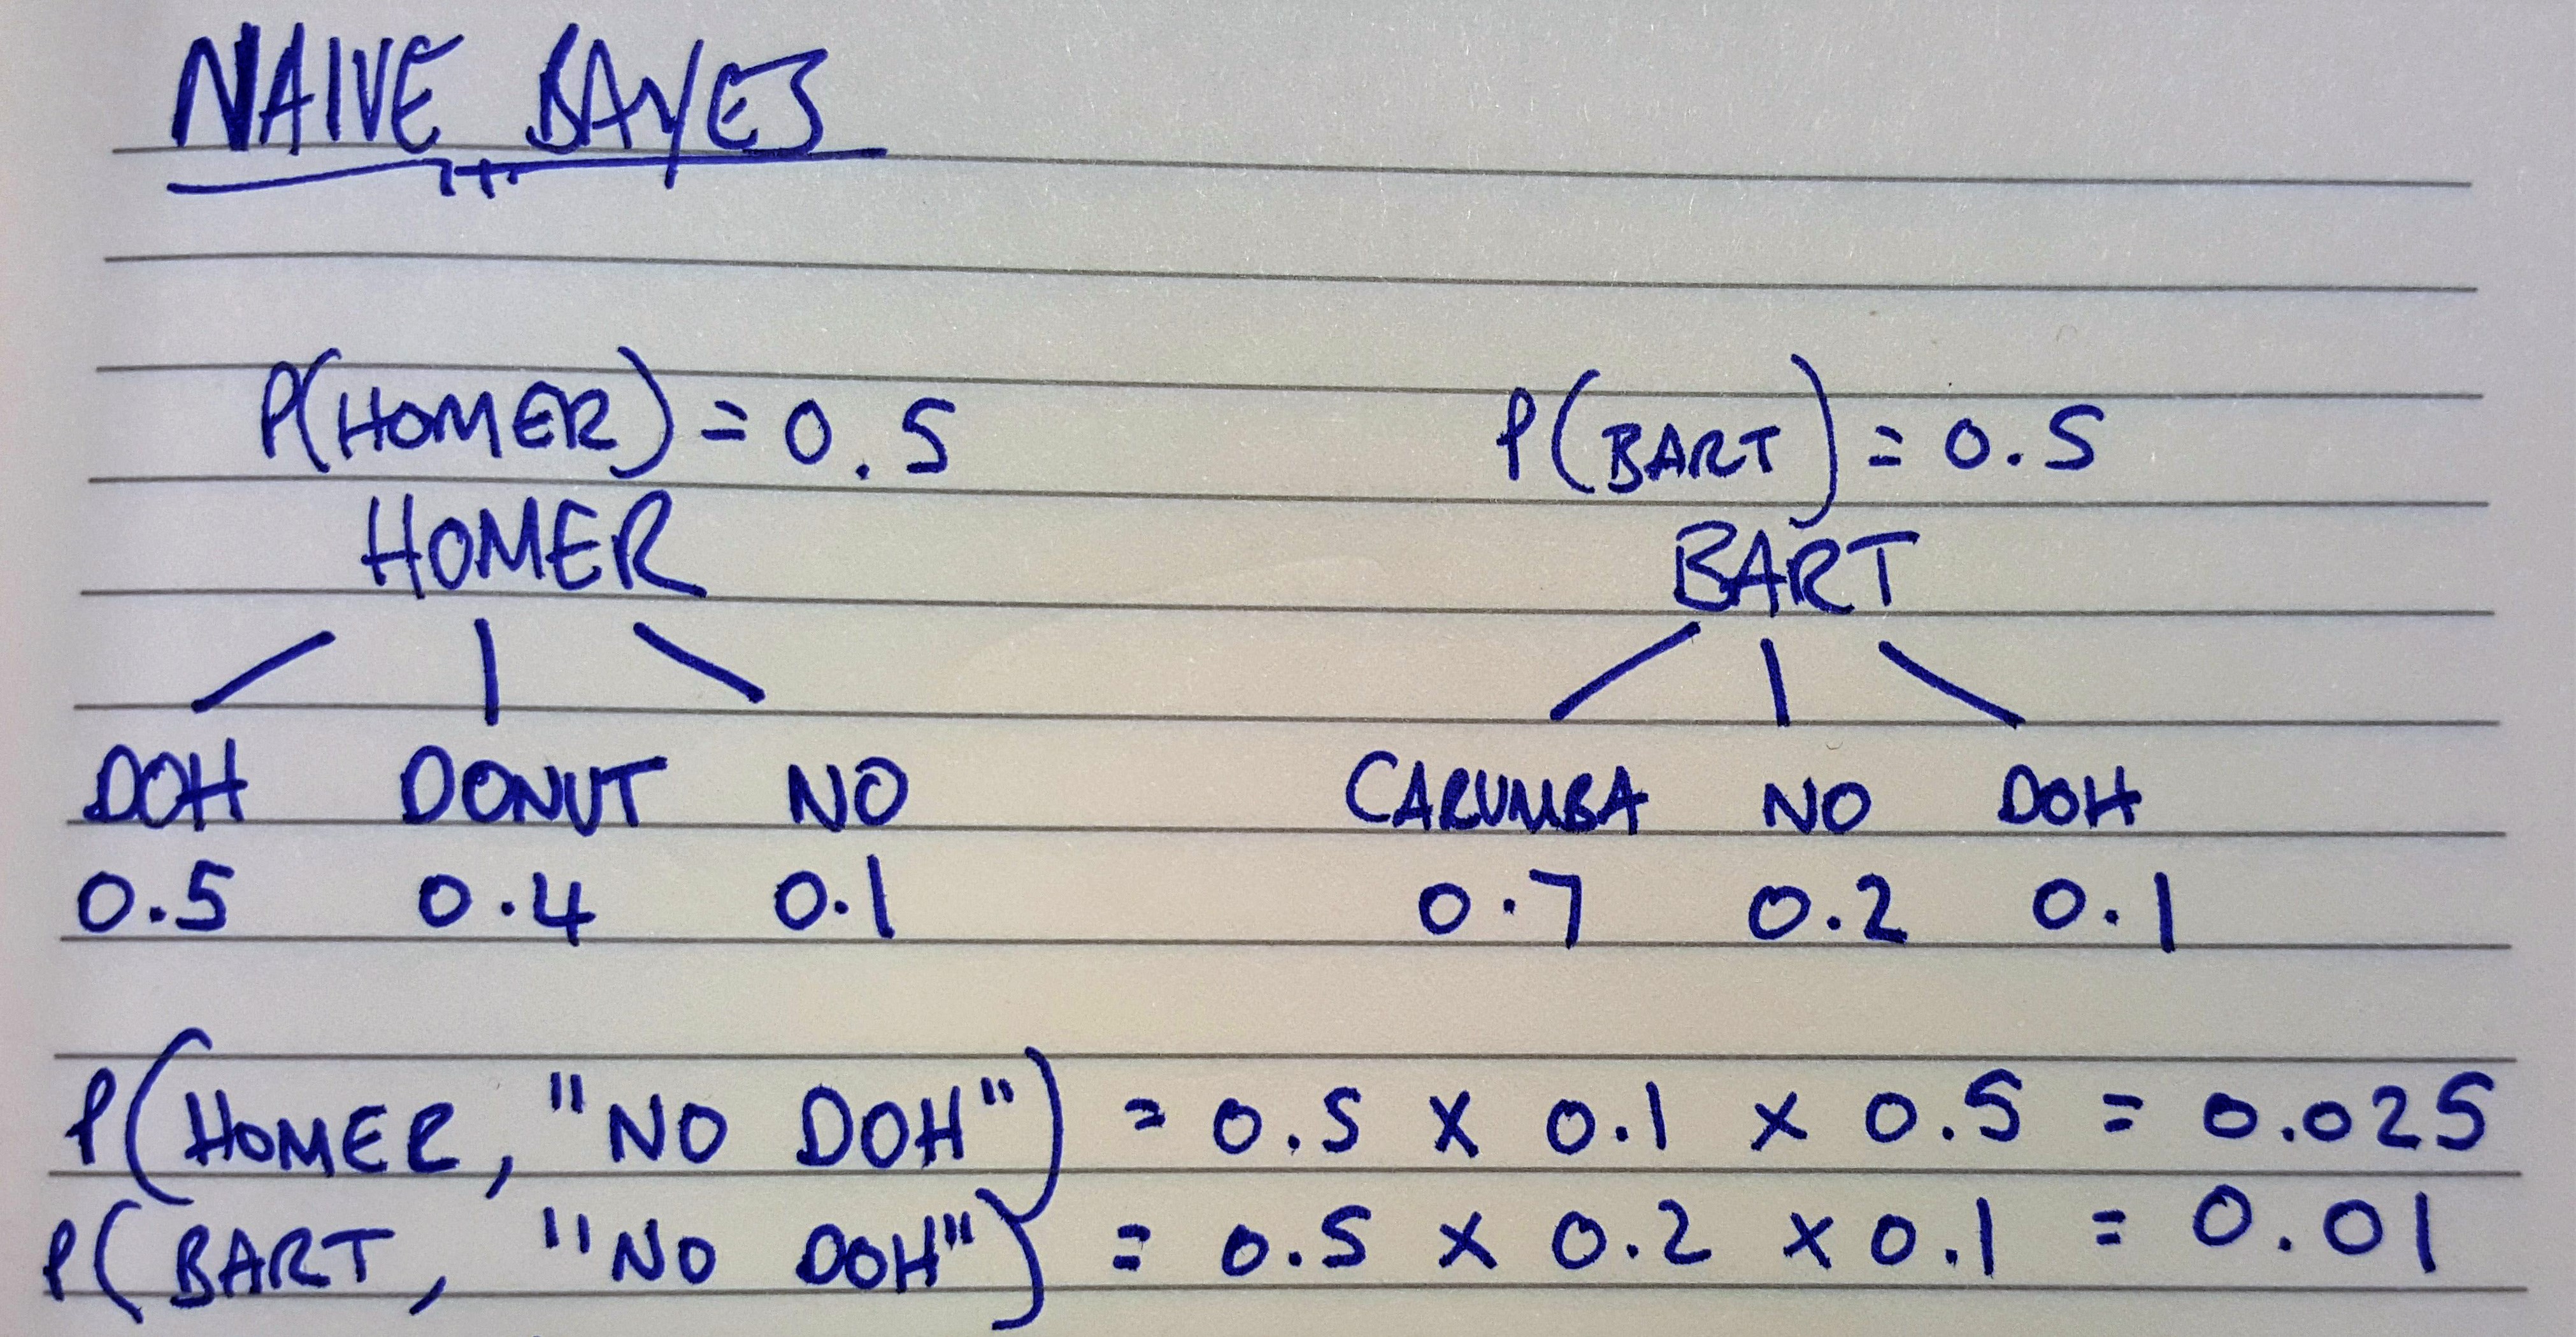 NAIVE BAYES
P(HOMER) = 0.5 P(BART) = 0.5
HOMER BART
DOH DONUT NO CARUMBA NO DOH
0.5 0.4 0.1 0.7 0.2 0.1
P(HOMER, "NO DOH") = 0.5 x 0.1 x 0.5 = 0.025
P(BART, "NO DOH") = 0.5 x 0.2 x 0.1 = 0.01